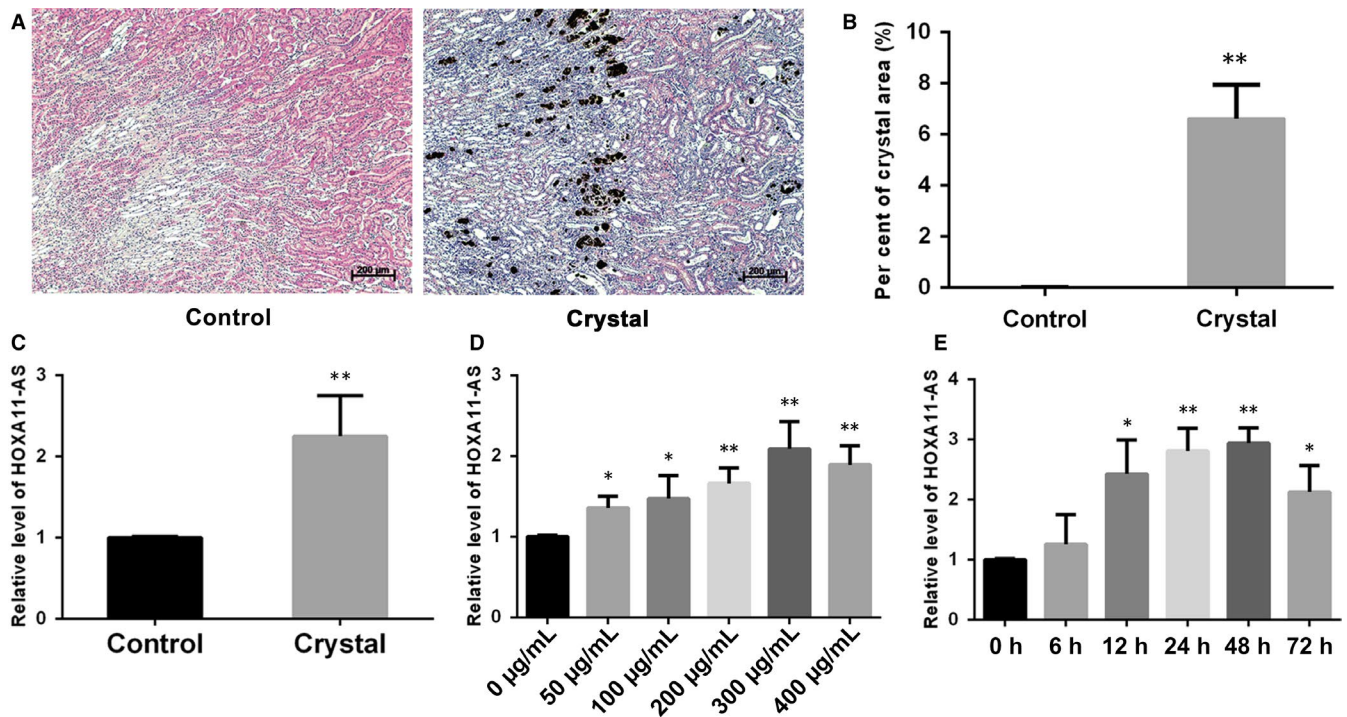 A
200 µm
Control
200 µm
Crystal
B
Per cent of crystal area (%)
10
8
6
4
2
0
**
Control
Crystal
C
Relative level of HOXA11-AS
3
2
1
0
**
Control
Crystal
D
Relative level of HOXA11-AS
3
2
1
0
*
*
**
**
**
0 µg/mL
50 µg/mL
100 µg/mL
200 µg/mL
300 µg/mL
400 µg/mL
E
Relative level of HOXA11-AS
4
3
2
1
0
*
**
**
*
0 h
6 h
12 h
24 h
48 h
72 h